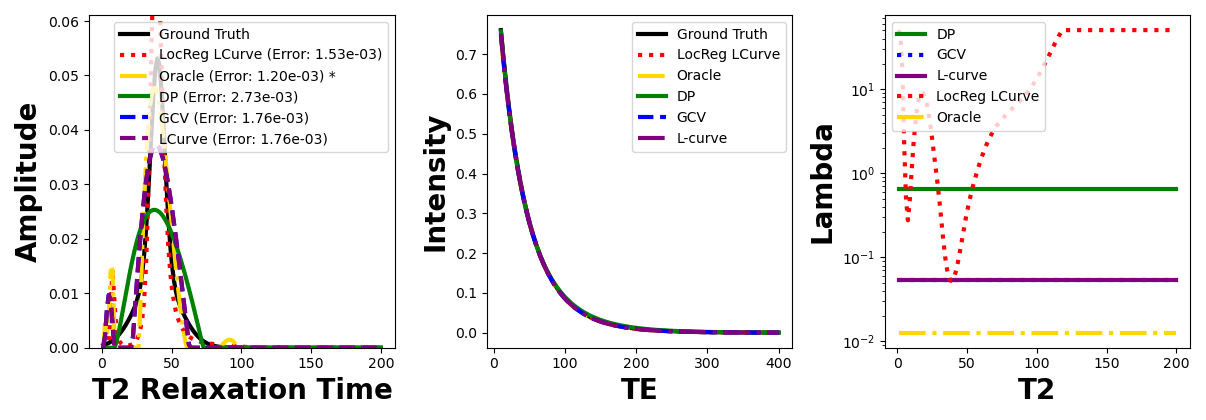 0.06
0.05
0.04
0.03
0.02
0.01
0.00
Amplitude
Ground Truth
LocReg LCurve (Error: 1.53e-03)
Oracle (Error: 1.20e-03) *
DP (Error: 2.73e-03)
GCV (Error: 1.76e-03)
LCurve (Error: 1.76e-03)
0 50 100 150 200
T2 Relaxation Time
0.7
0.6
0.5
0.4
0.3
0.2
0.1
0.0
Intensity
Ground Truth
LocReg LCurve
Oracle
DP
GCV
L-curve
0 100 200 300 400
TE
10¹
10⁰
10⁻¹
10⁻²
Lambda
DP
GCV
L-curve
LocReg LCurve
Oracle
0 50 100 150 200
T2